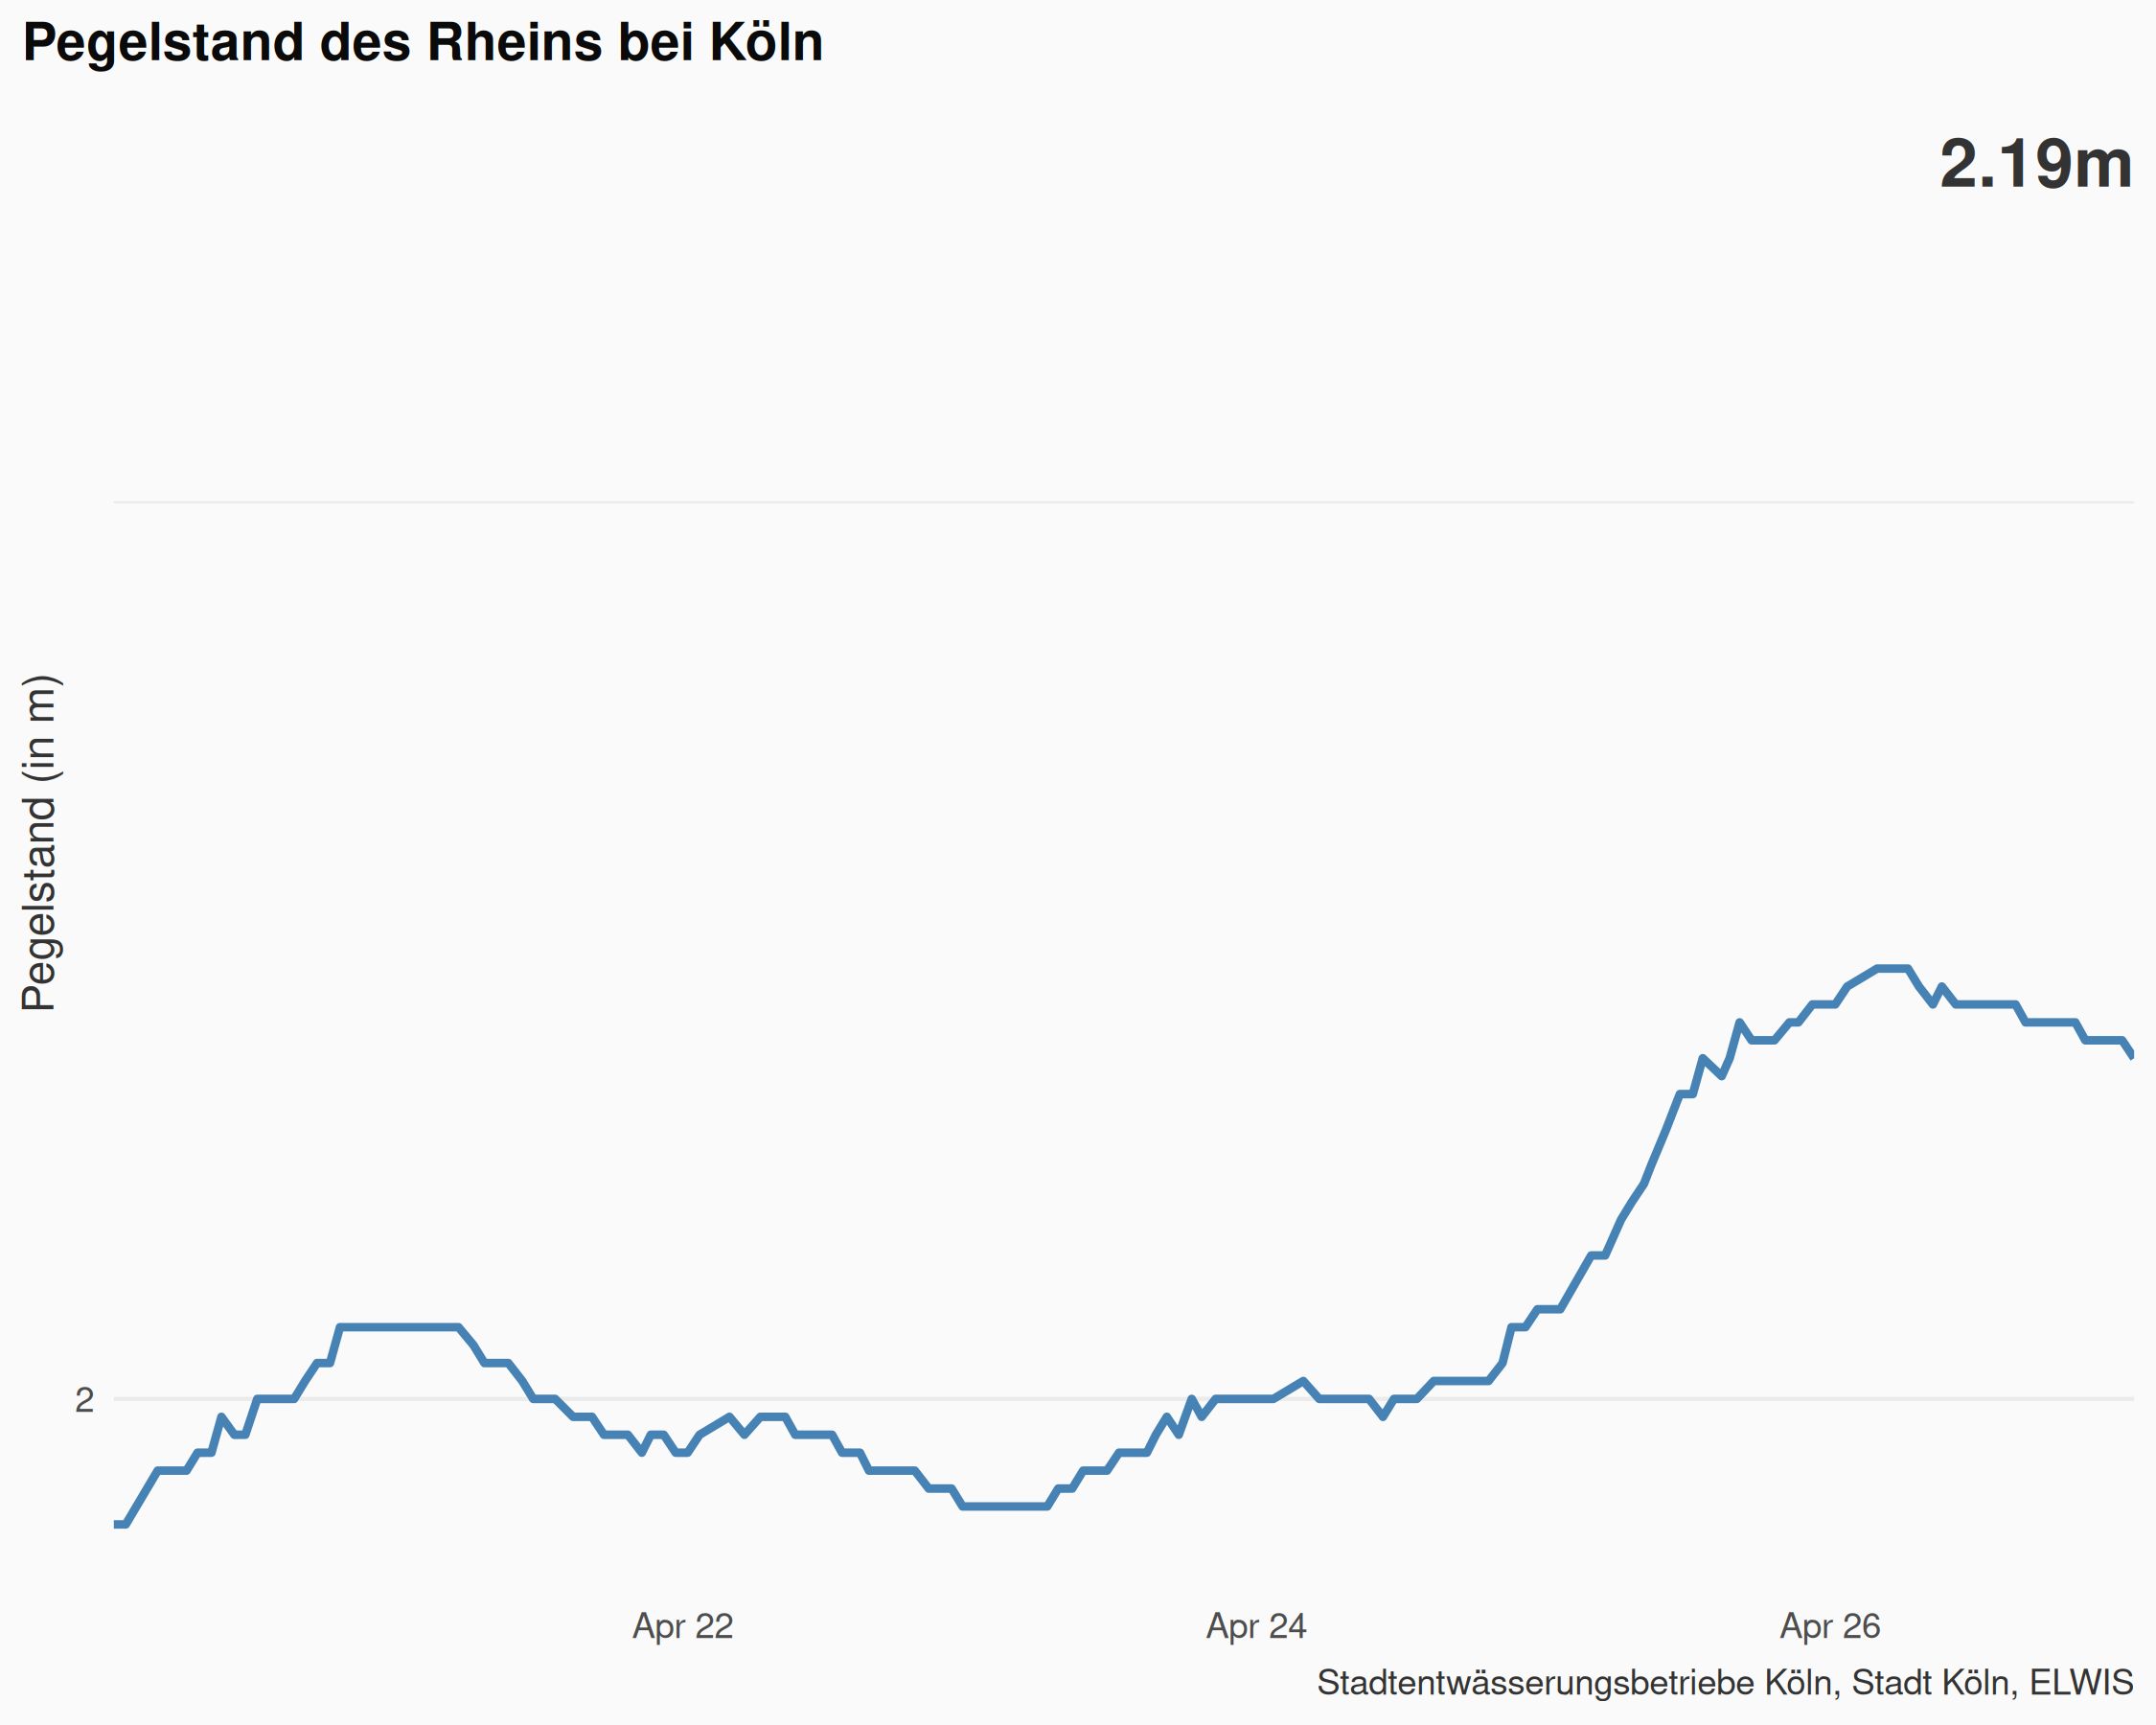 Pegelstand des Rheins bei Köln
2.19m
Pegelstand (in m)
2
Apr 22
Apr 24
Apr 26
Stadtentwässerungsbetriebe Köln, Stadt Köln, ELWIS